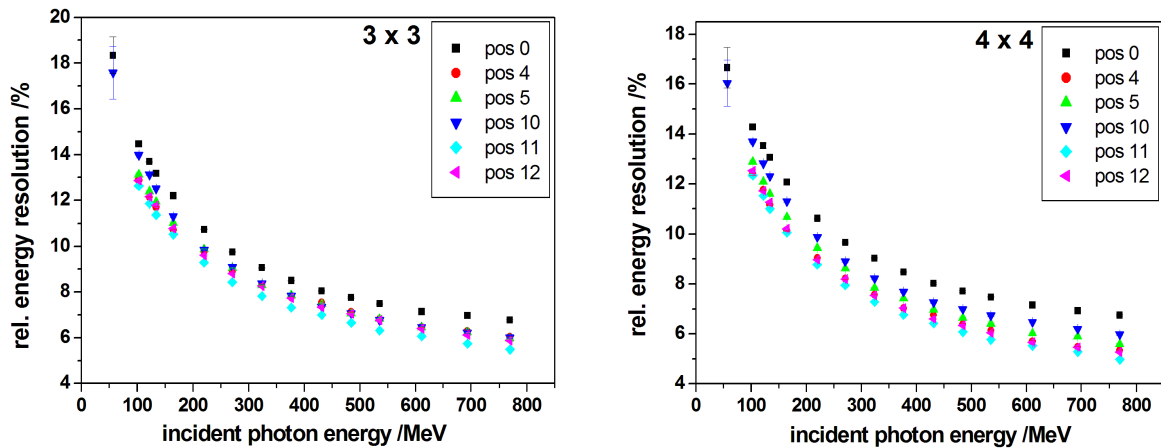 3 x 3
pos 0
pos 4
pos 5
pos 10
pos 11
pos 12
20
18
16
14
12
10
8
6
4
rel. energy resolution /%
0 100 200 300 400 500 600 700 800
incident photon energy /MeV
4 x 4
pos 0
pos 4
pos 5
pos 10
pos 11
pos 12
18
16
14
12
10
8
6
4
rel. energy resolution /%
0 100 200 300 400 500 600 700 800
incident photon energy /MeV